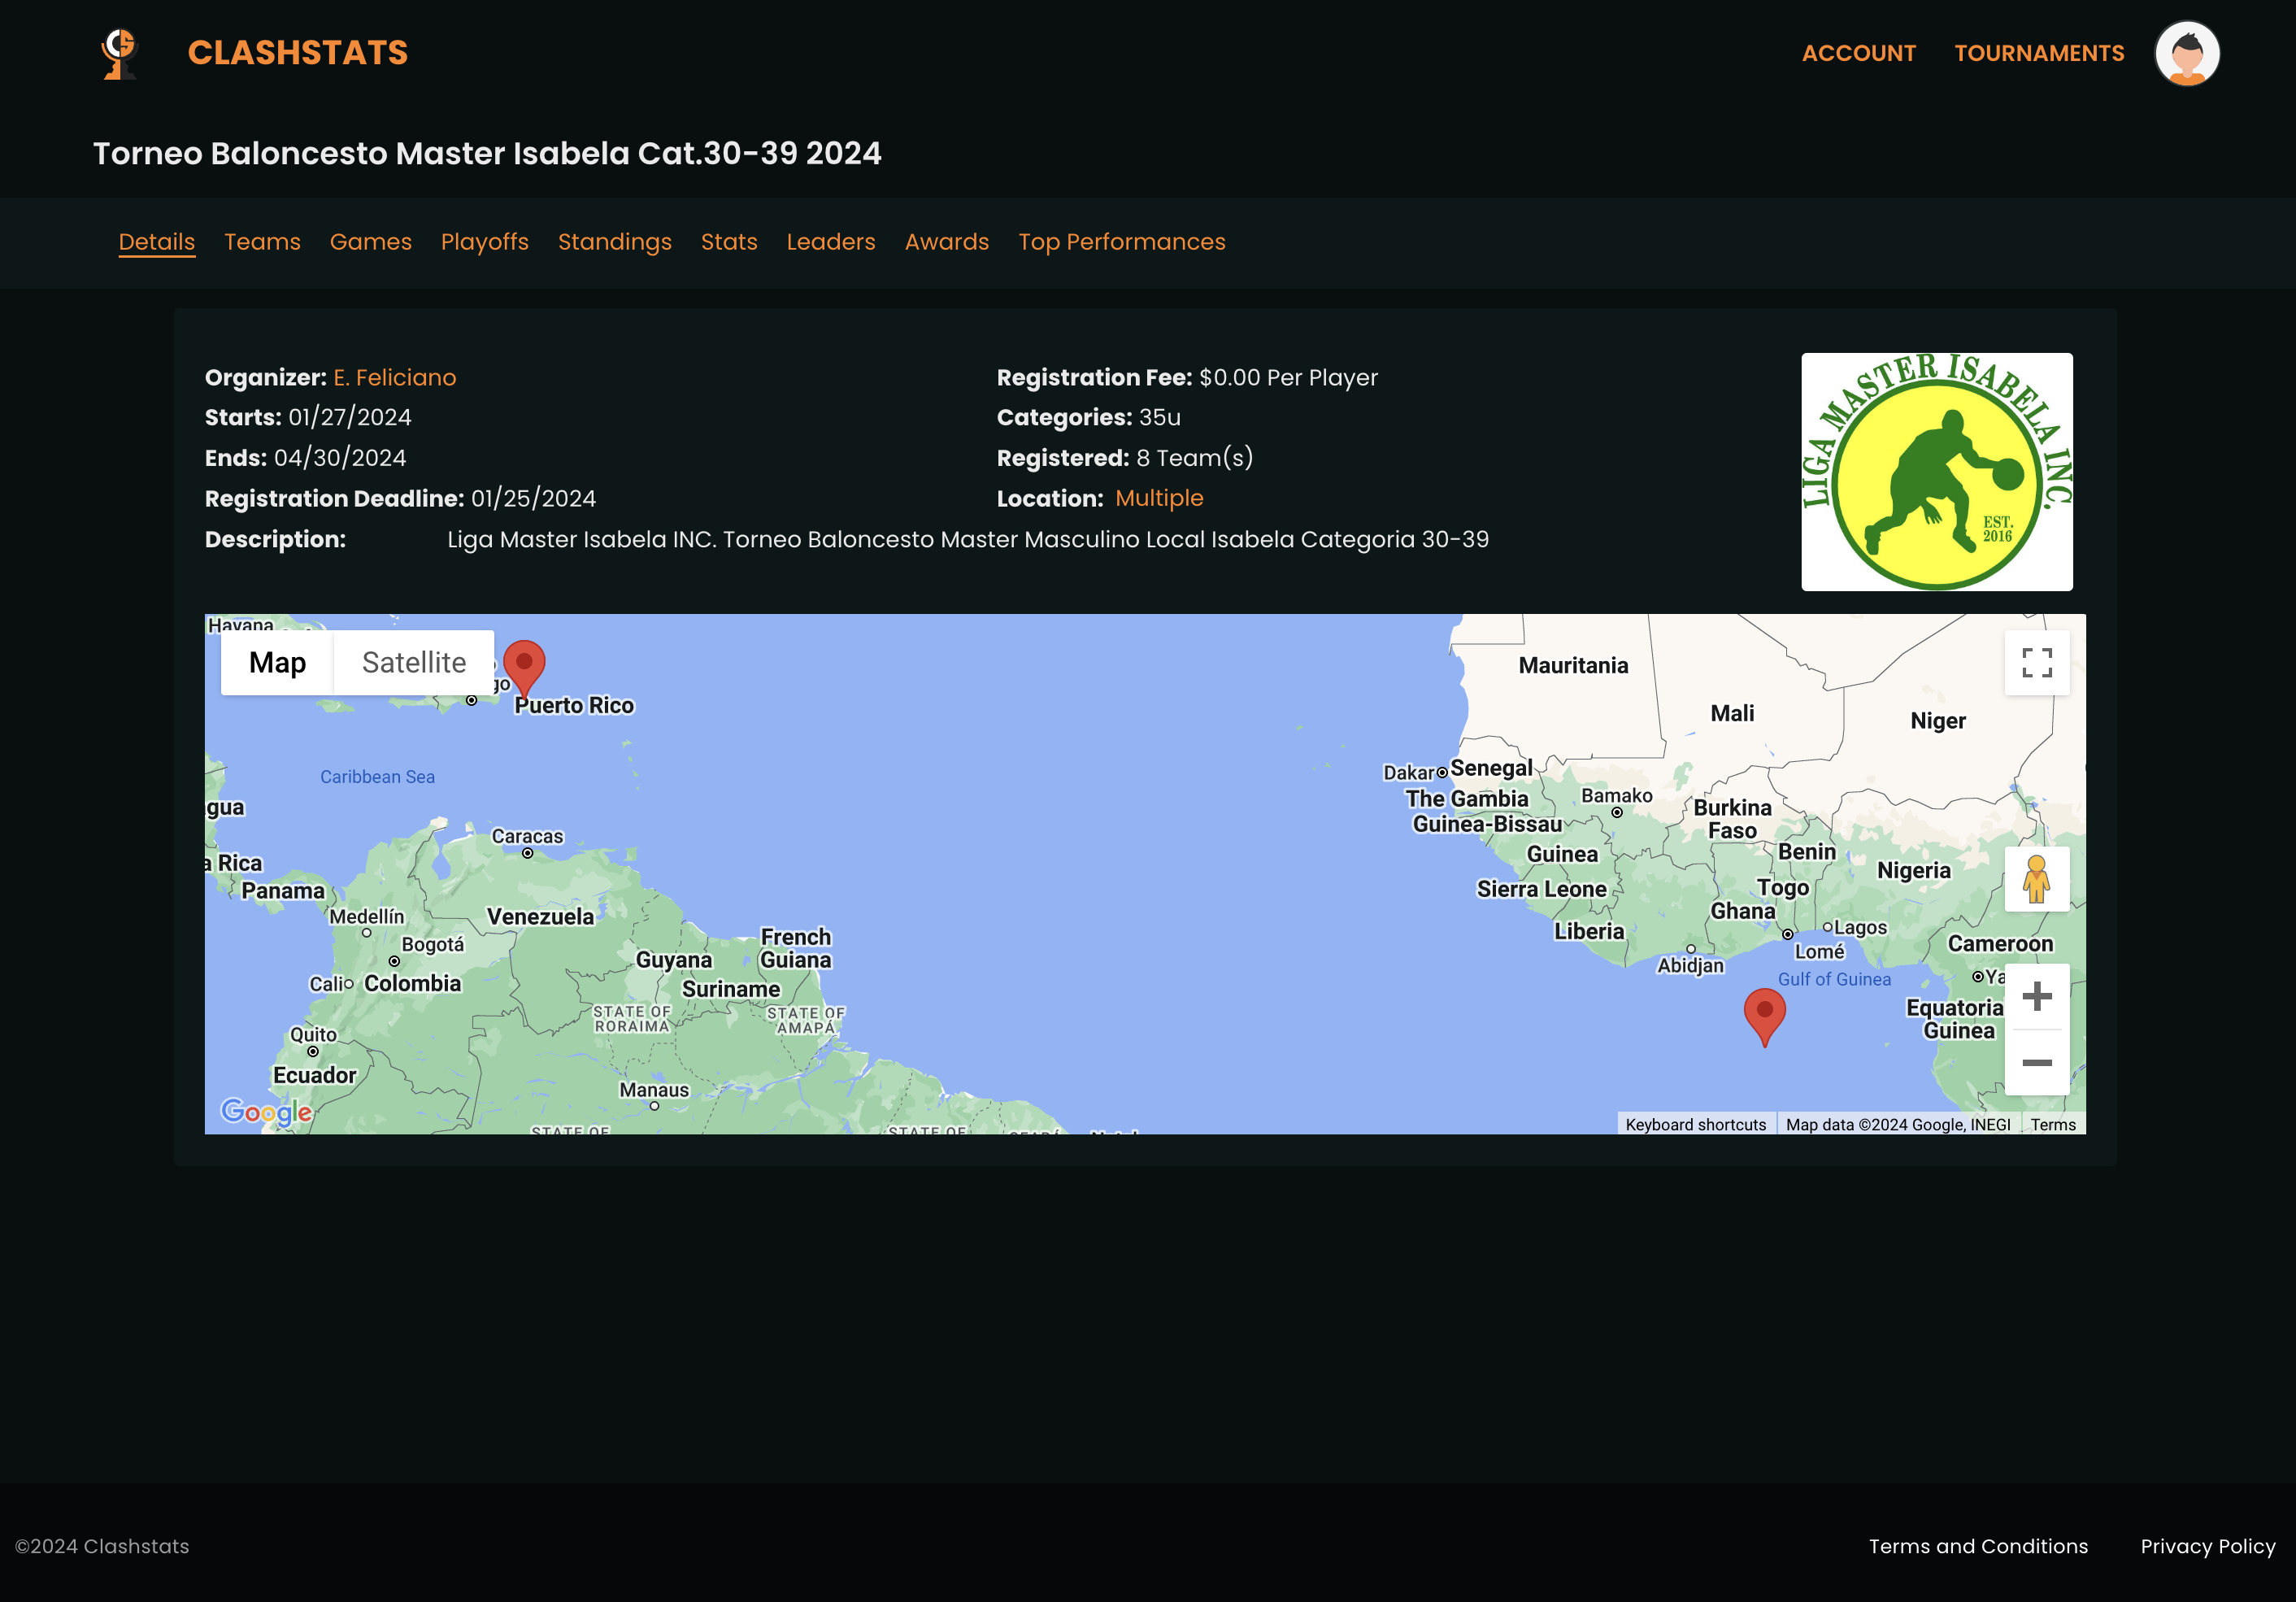 CLASHSTATS
ACCOUNT TOURNAMENTS
Torneo Baloncesto Master Isabela Cat.30-39 2024
Details Teams Games Playoffs Standings Stats Leaders Awards Top Performances
Organizer: E. Feliciano
Starts: 01/27/2024
Ends: 04/30/2024
Registration Deadline: 01/25/2024
Registration Fee: $0.00 Per Player
Categories: 35u
Registered: 8 Team(s)
Location: Multiple
Description: Liga Master Isabela INC. Torneo Baloncesto Master Masculino Local Isabela Categoria 30-39
LIGA MASTER ISABELA INC.
EST.
2016
Havana
Map Satellite
go
Puerto Rico
Caribbean Sea
gua
Caracas
a Rica
Panama
Medellín
Venezuela
Bogotá
Cali
Colombia
Guyana
French
Guiana
Suriname
STATE OF
RORAIMA
STATE OF
AMAPÁ
Quito
Ecuador
Manaus
STATE OF
STATE OF
Google
Mauritania
Mali
Niger
Dakar
Senegal
The Gambia
Guinea-Bissau
Bamako
Burkina
Faso
Guinea
Benin
Nigeria
Sierra Leone
Togo
Ghana
Liberia
Lagos
Lomé
Abidjan
Cameroon
Gulf of Guinea
Ya
Equatoria
Guinea
Keyboard shortcuts
Map data ©2024 Google, INEGI
Terms
©2024 Clashstats
Terms and Conditions
Privacy Policy